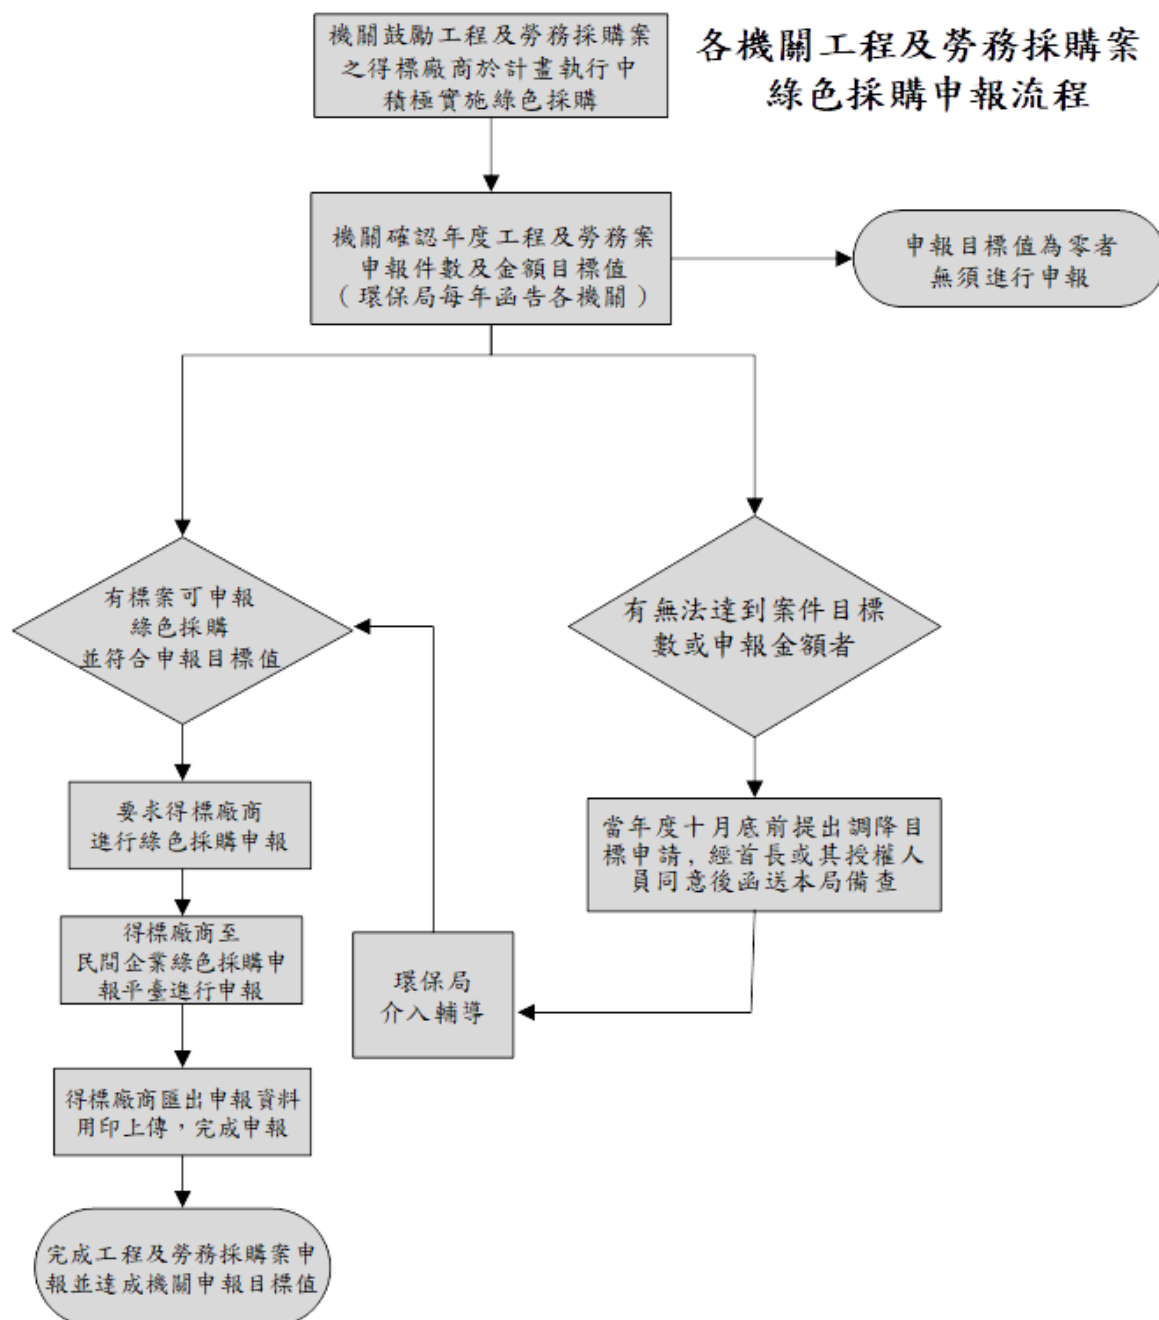 各機關工程及勞務採購案
綠色採購申報流程
機關鼓勵工程及勞務採購案
之得標廠商於計畫執行中
積極實施綠色採購
機關確認年度工程及勞務案
申報件數及金額目標值
（環保局每年函告各機關）
申報目標值為零者
無須進行申報
有標案可申報
綠色採購
並符合申報目標值
有無法達到案件目標
數或申報金額者
要求得標廠商
進行綠色採購申報
當年度十月底前提出調降目
標申請，經首長或其授權人
員同意後函送本局備查
得標廠商至
民間企業綠色採購申
報平臺進行申報
環保局
介入輔導
得標廠商匯出申報資料
用印上傳，完成申報
完成工程及勞務採購案申
報並達成機關申報目標值